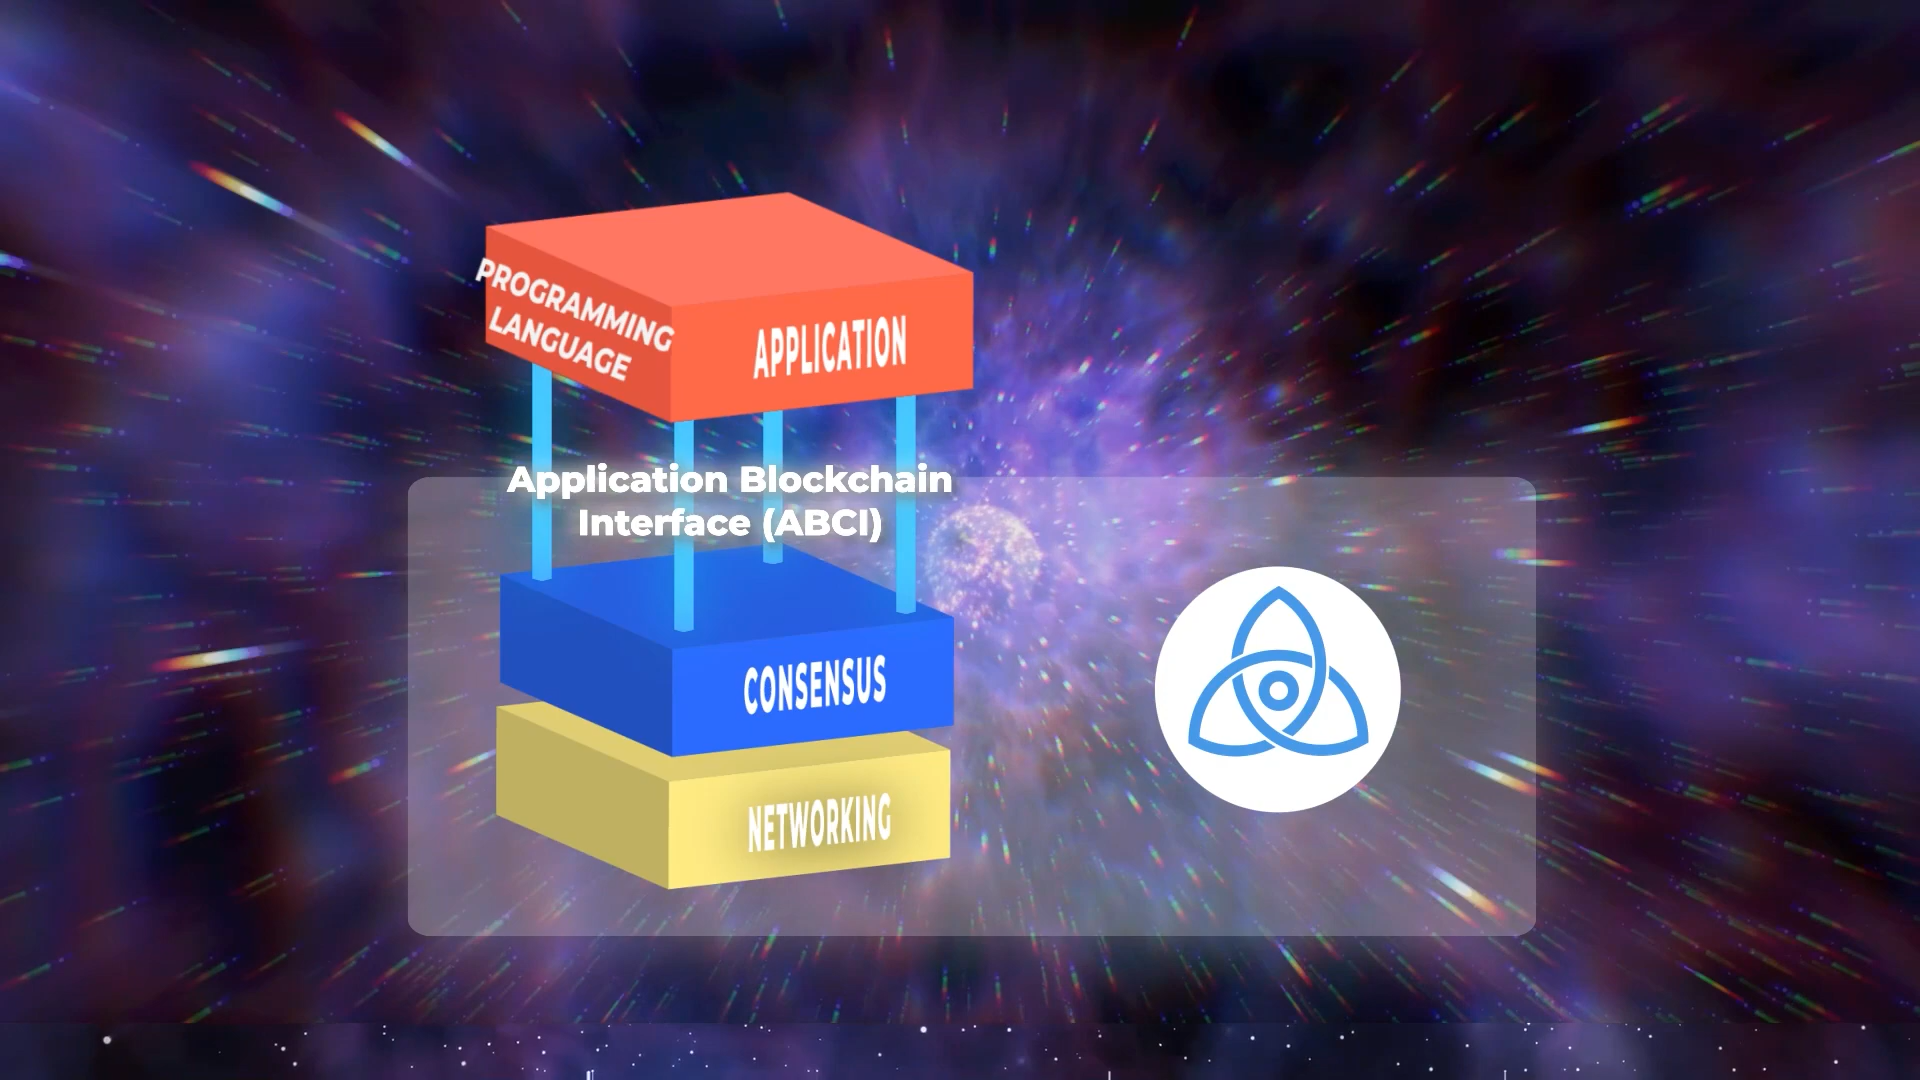 PROGRAMMING
LANGUAGE
APPLICATION
Application Blockchain
Interface (ABCI)
CONSENSUS
NETWORKING